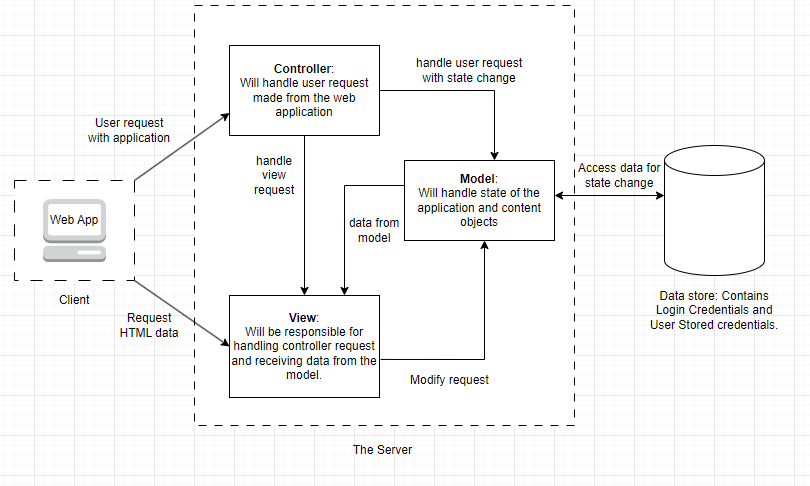 Controller:
Will handle user request
made from the web
application
handle user request
with state change
User request
with application
handle
view
request
Model:
Will handle state of the
application and content
objects
Access data for
state change
Web App
data from
model
Client
Data store: Contains
Login Credentials and
User Stored credentials.
Request
HTML data
View:
Will be responsible for
handling controller request
and receiving data from the
model.
Modify request
The Server